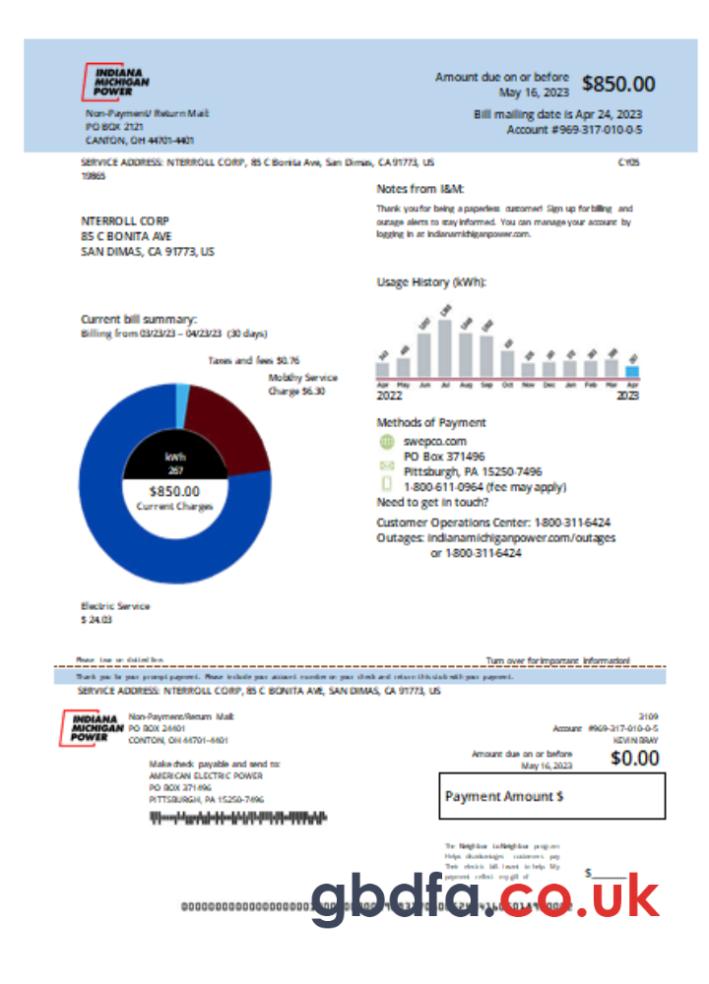 INDIANA
MICHIGAN
POWER
Non-Payment/ Return Mail:
PO BOX 2121
CANTON, OH 44701-4401
Amount due on or before
May 16, 2023
$850.00
Bill mailing date is Apr 24, 2023
Account #969-317-010-0-5
SERVICE ADDRESS: NTERROLL CORP, 85 C Bonita Ave, San Dimas, CA 91773, US
19865
CY05
Notes from I&M:
Thank you for being a paperless customer! Sign up for billing and
outage alerts to stay informed. You can manage your account by
logging in at indianamichiganpower.com.
NTERROLL CORP
85 C BONITA AVE
SAN DIMAS, CA 91773, US
Usage History (kWh):
Apr May Jun Jul Aug Sep Oct Nov Dec Jan Feb Mar Apr
2022 2023
Current bill summary:
Billing from 03/23/23 – 04/23/23 (30 days)
Taxes and fees $0.76
Service
Charge $6.30
kWh
267
$850.00
Current Charges
Electric Service
$ 24.03
Methods of Payment
swepco.com
PO Box 371496
Pittsburgh, PA 15250-7496
1-800-611-0964 (fee may apply)
Need to get in touch?
Customer Operations Center: 1-800-311-6424
Outages: indianamichiganpower.com/outages
or 1-800-311-6424
Please tear on dotted line.
Turn over for important information!
Thank you for your prompt payment. Please include your account number on your check and return this stub with your payment.
SERVICE ADDRESS: NTERROLL CORP, 85 C BONITA AVE, SAN DIMAS, CA 91773, US
INDIANA
MICHIGAN
POWER
Non-Payment/Return Mail:
PO BOX 24401
CONTON, OH 44701-4401
3109
Account #969-317-010-0-5
KEVIN BRAY
Amount due on or before
May 16, 2023
$0.00
Make check payable and send to:
AMERICAN ELECTRIC POWER
PO BOX 371496
PITTSBURGH, PA 15250-7496
Payment Amount $
The Neighbor to Neighbor program
Helps disadvantages customers pay
Their electric bill. I want to help. My
payment reflect my gift of
$
gbdfa.co.uk